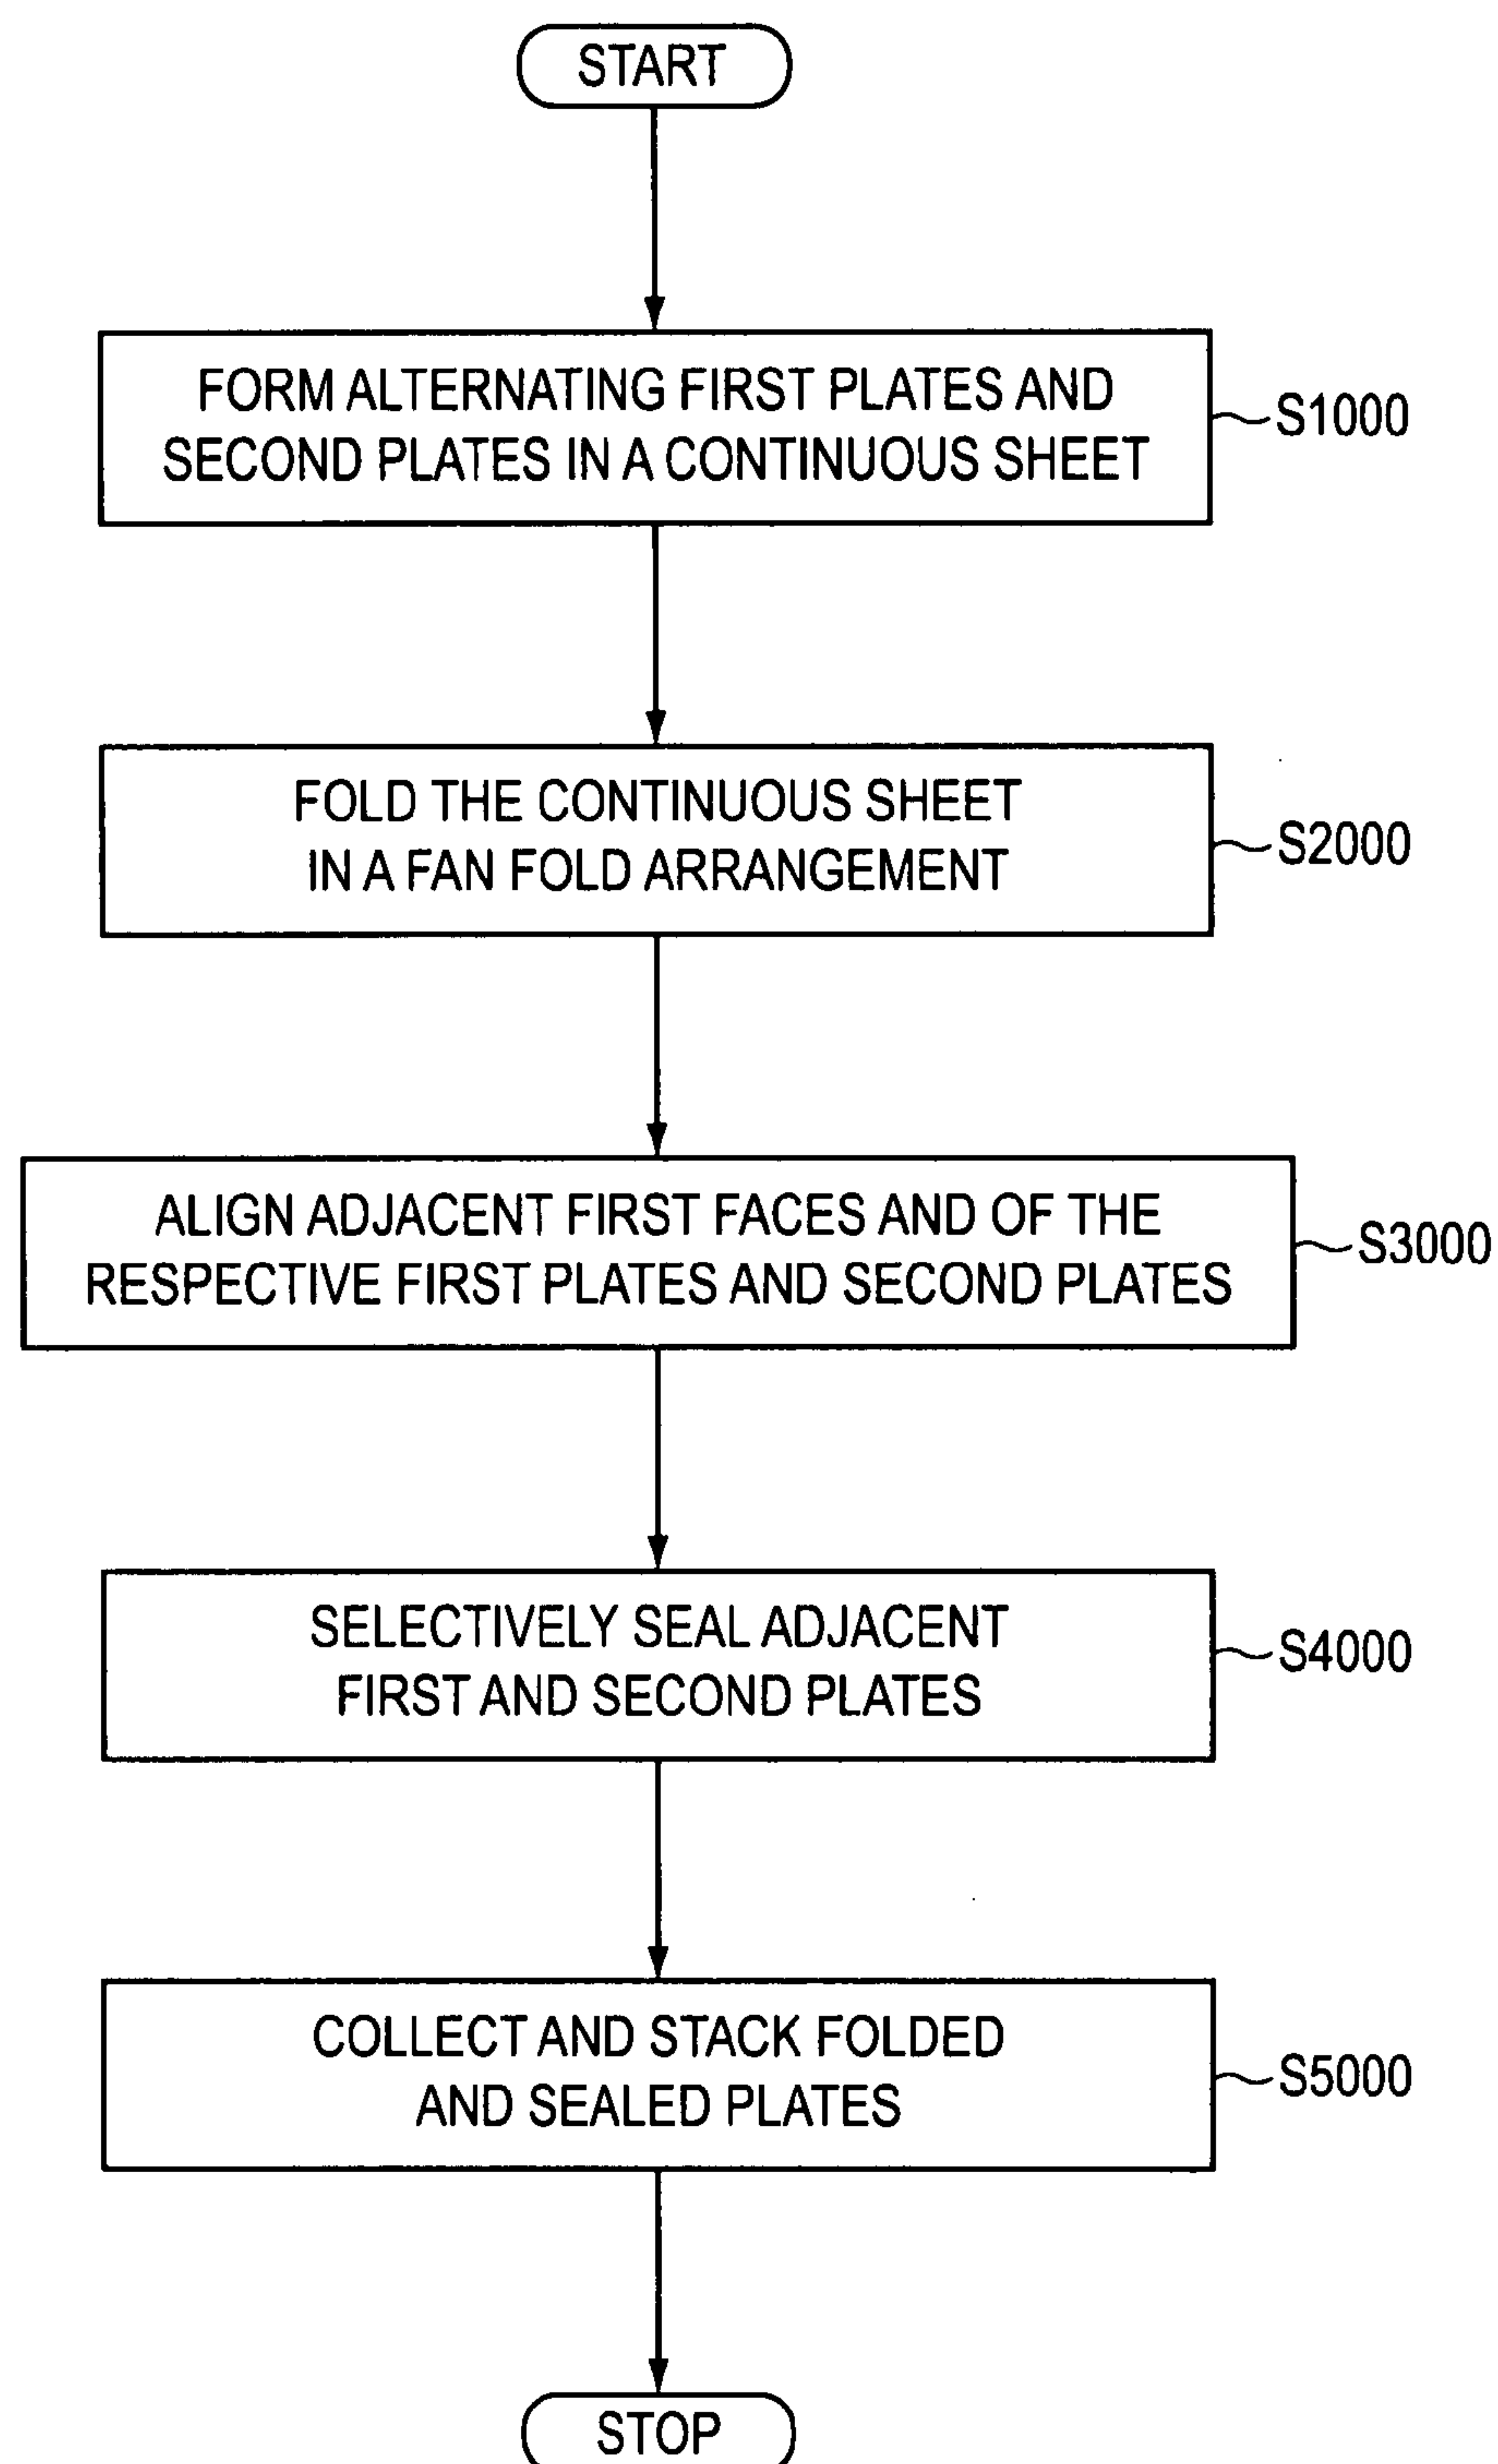 START
FORM ALTERNATING FIRST PLATES AND
SECOND PLATES IN A CONTINUOUS SHEET
S1000
FOLD THE CONTINUOUS SHEET
IN A FAN FOLD ARRANGEMENT
S2000
ALIGN ADJACENT FIRST FACES AND OF THE
RESPECTIVE FIRST PLATES AND SECOND PLATES
S3000
SELECTIVELY SEAL ADJACENT
FIRST AND SECOND PLATES
S4000
COLLECT AND STACK FOLDED
AND SEALED PLATES
S5000
STOP